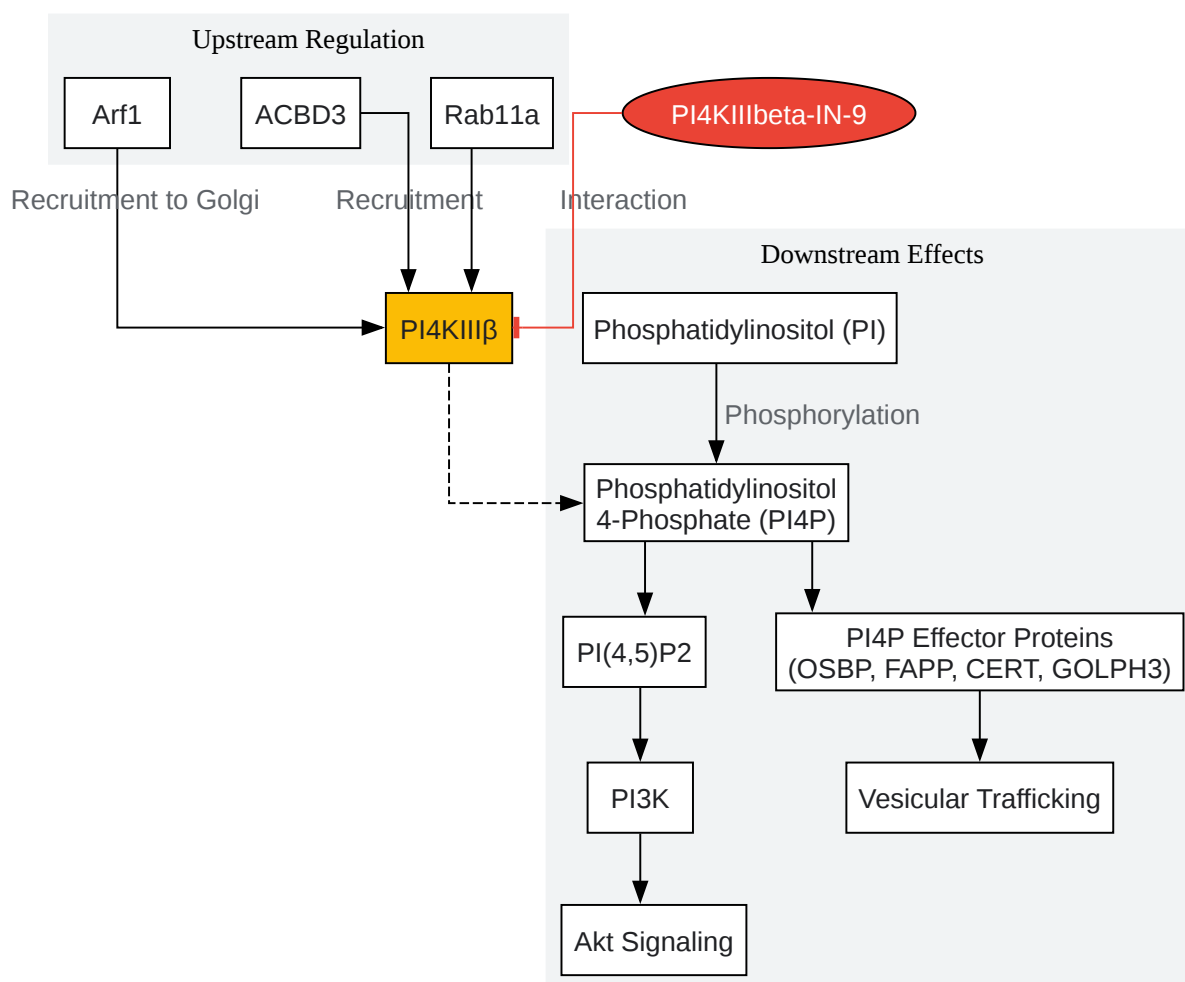 Upstream Regulation
Arf1
ACBD3
Rab11a
PI4KIIIbeta-IN-9
Recruitment to Golgi
Recruitment
Interaction
Downstream Effects
PI4KIIIβ
Phosphatidylinositol (PI)
Phosphorylation
Phosphatidylinositol
4-Phosphate (PI4P)
PI(4,5)P2
PI4P Effector Proteins
(OSBP, FAPP, CERT, GOLPH3)
PI3K
Vesicular Trafficking
Akt Signaling